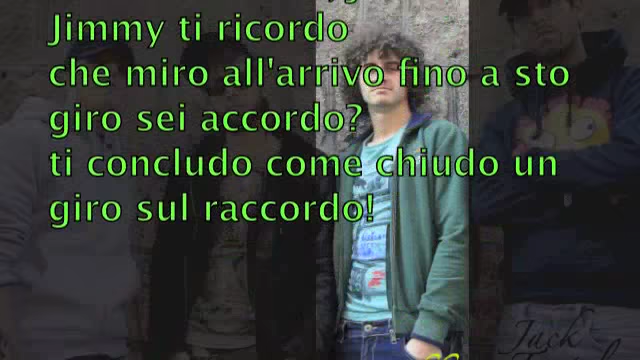 Jimmy ti ricordo
che miro all'arrivo fino a sto
giro sei accordo?
ti concludo come chiudo un
giro sul raccordo!
Jack